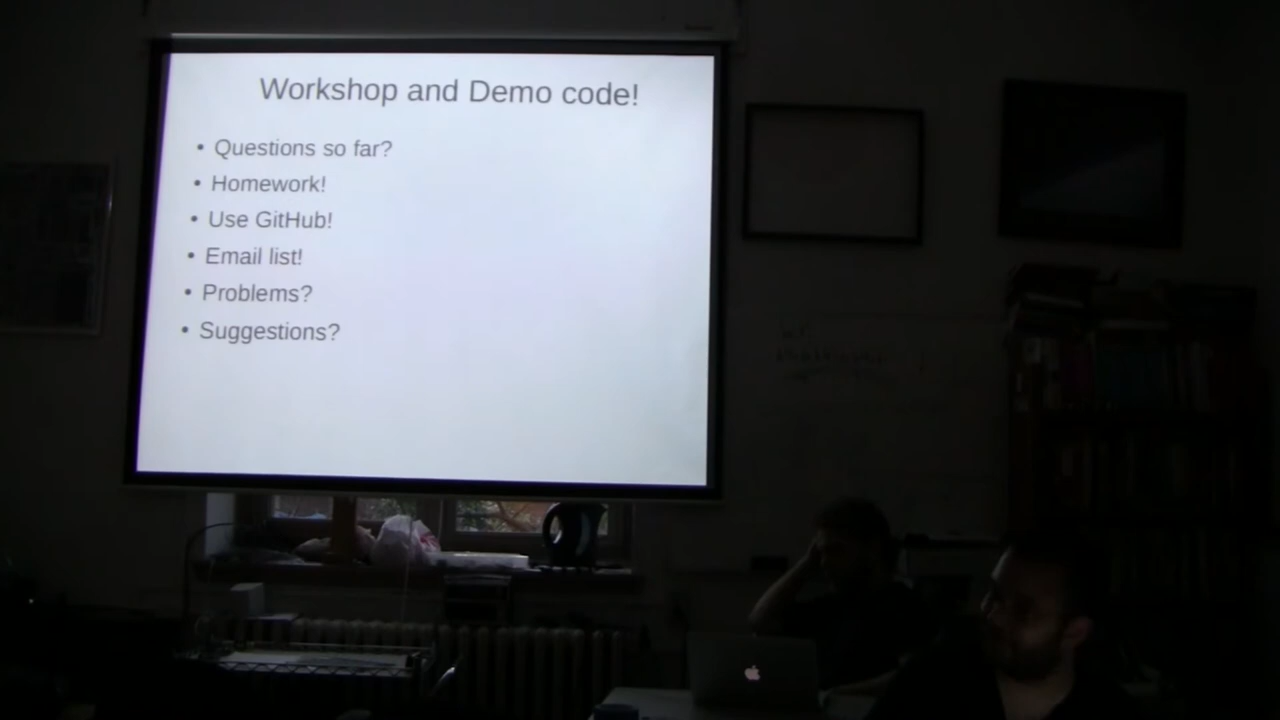 Workshop and Demo code!
• Questions so far?
• Homework!
• Use GitHub!
• Email list!
• Problems?
• Suggestions?